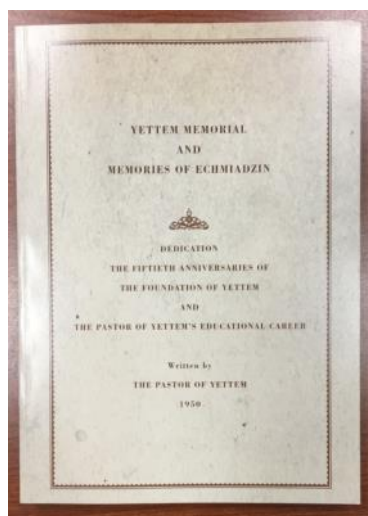 YETTEM MEMORIAL
AND
MEMORIES OF ECHMIADZIN
DEDICATION
THE FIFTIETH ANNIVERSARIES OF
THE FOUNDATION OF YETTEM
AND
THE PASTOR OF YETTEM'S EDUCATIONAL CAREER
Written by
THE PASTOR OF YETTEM
1950